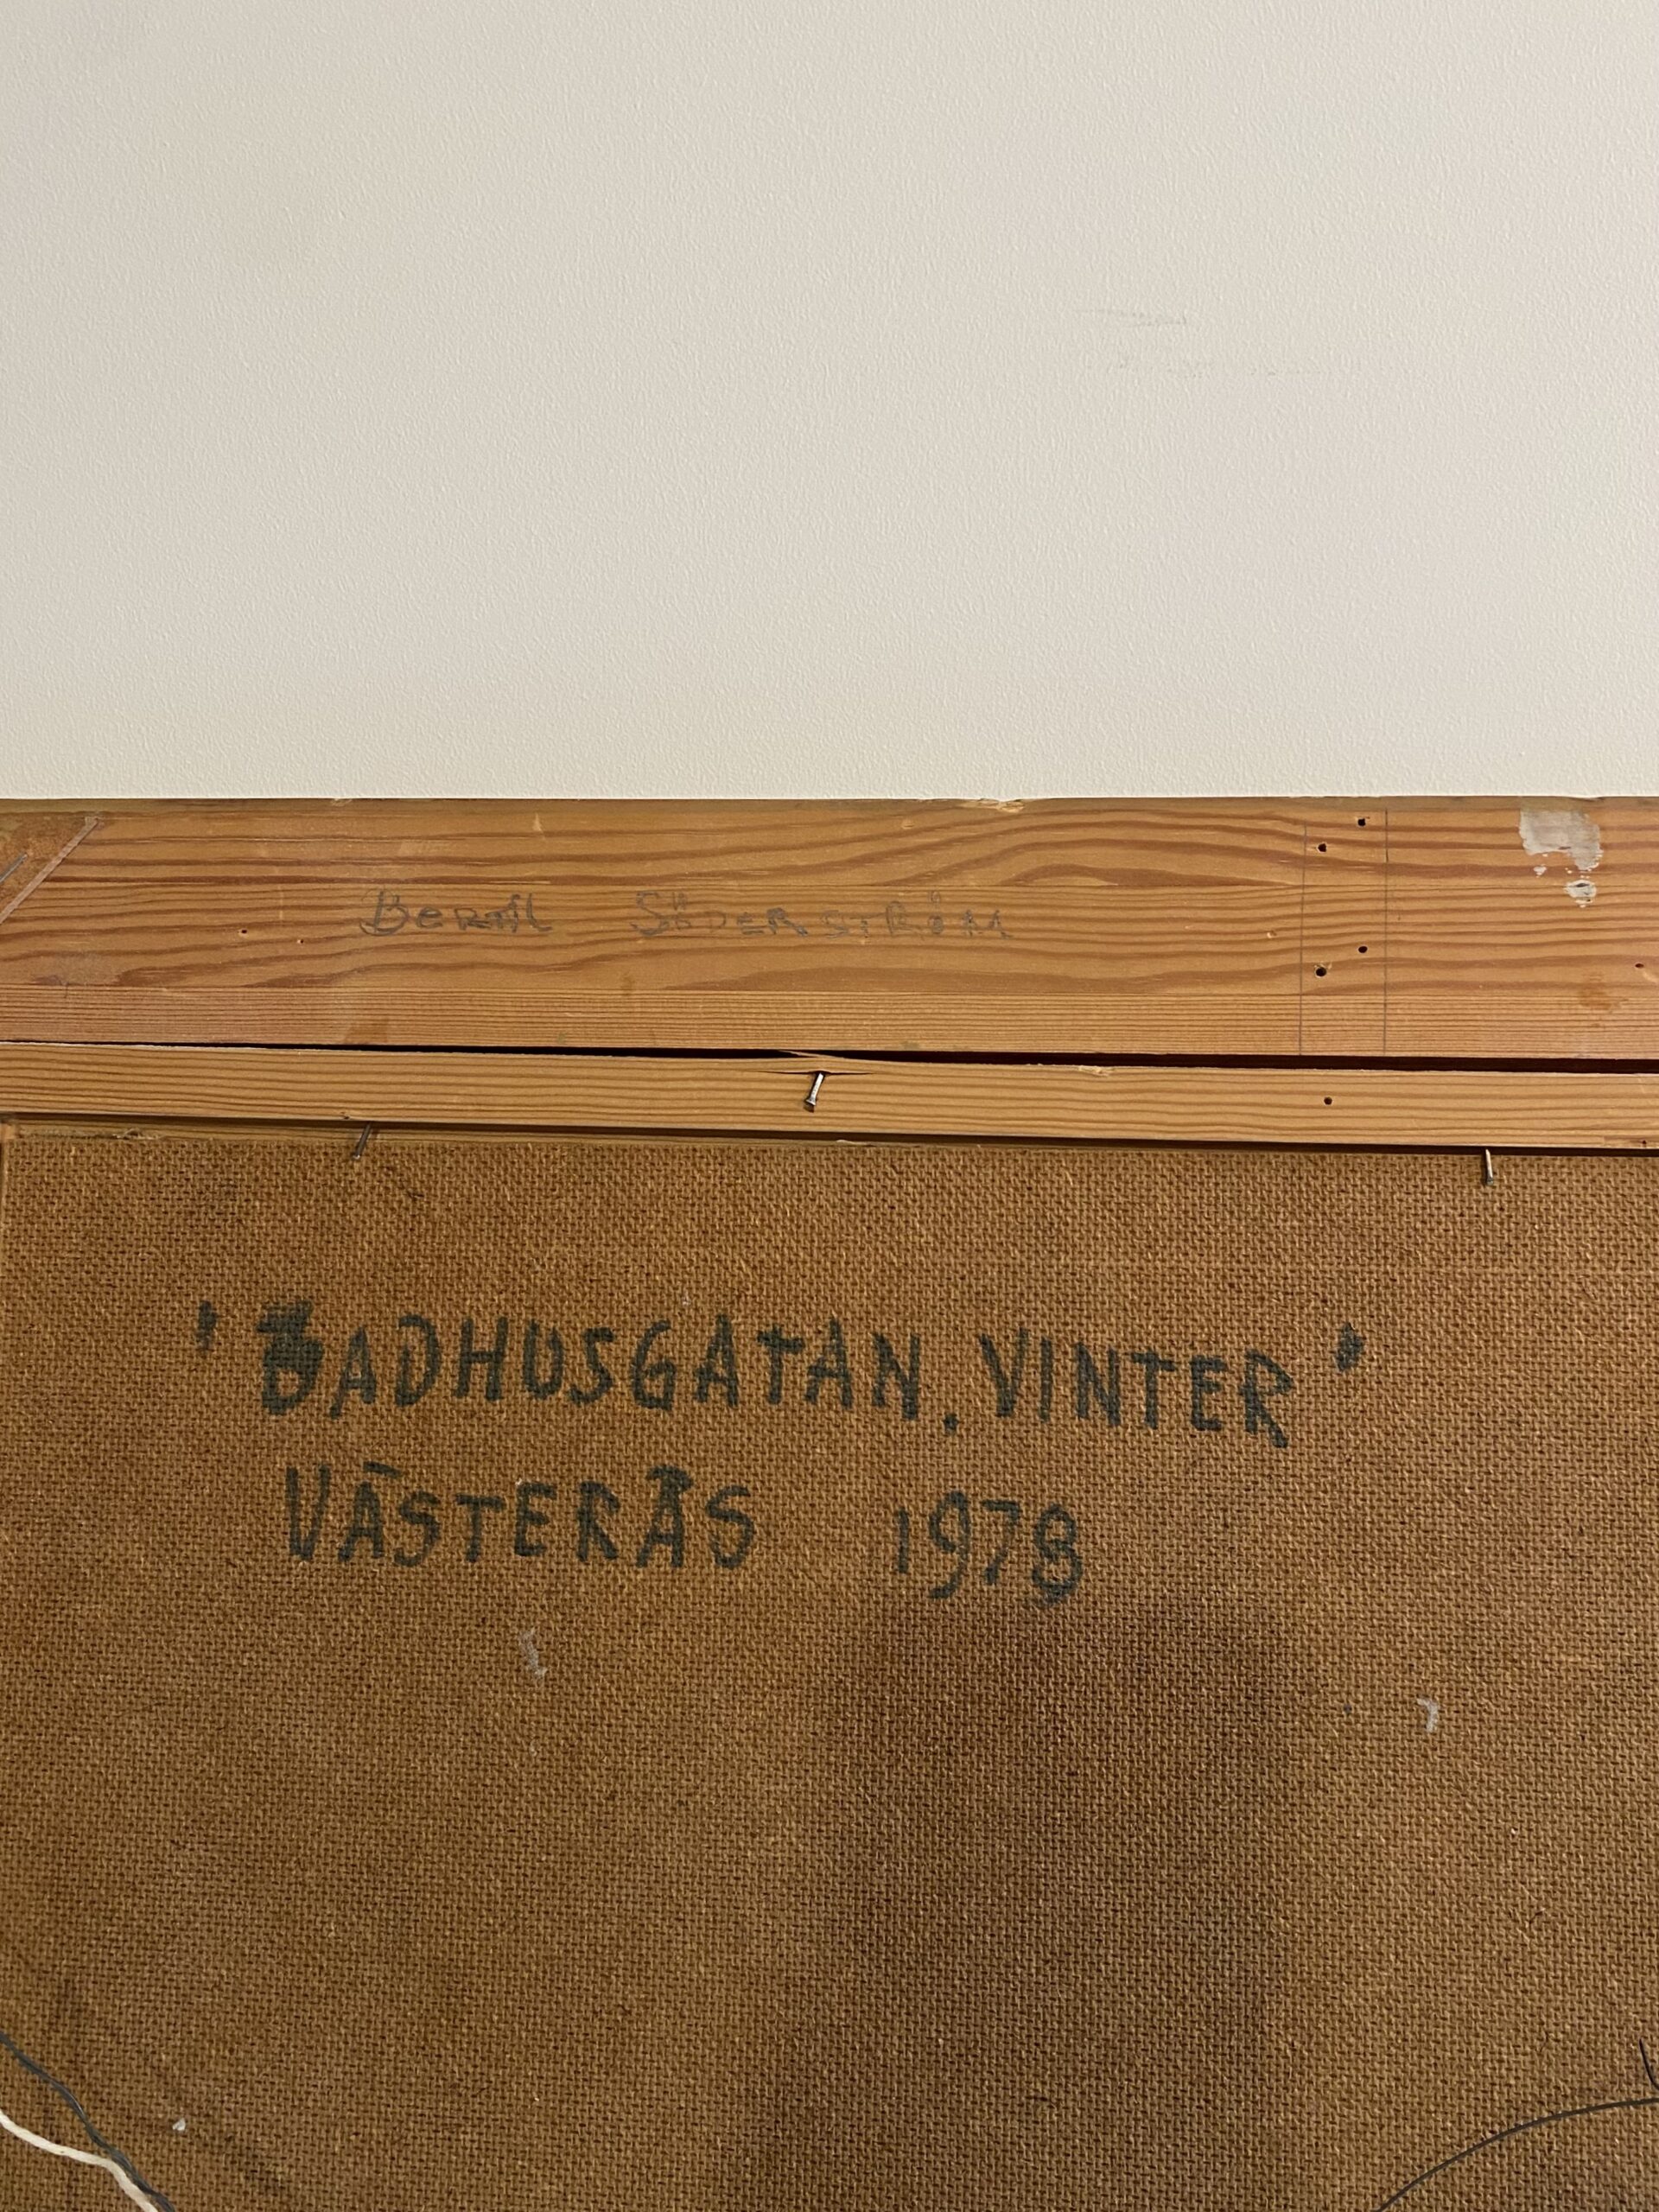 Bertil SÖDERSTRÖM
"BADHUSGATAN, VINTER"
VÄSTERÅS 1978